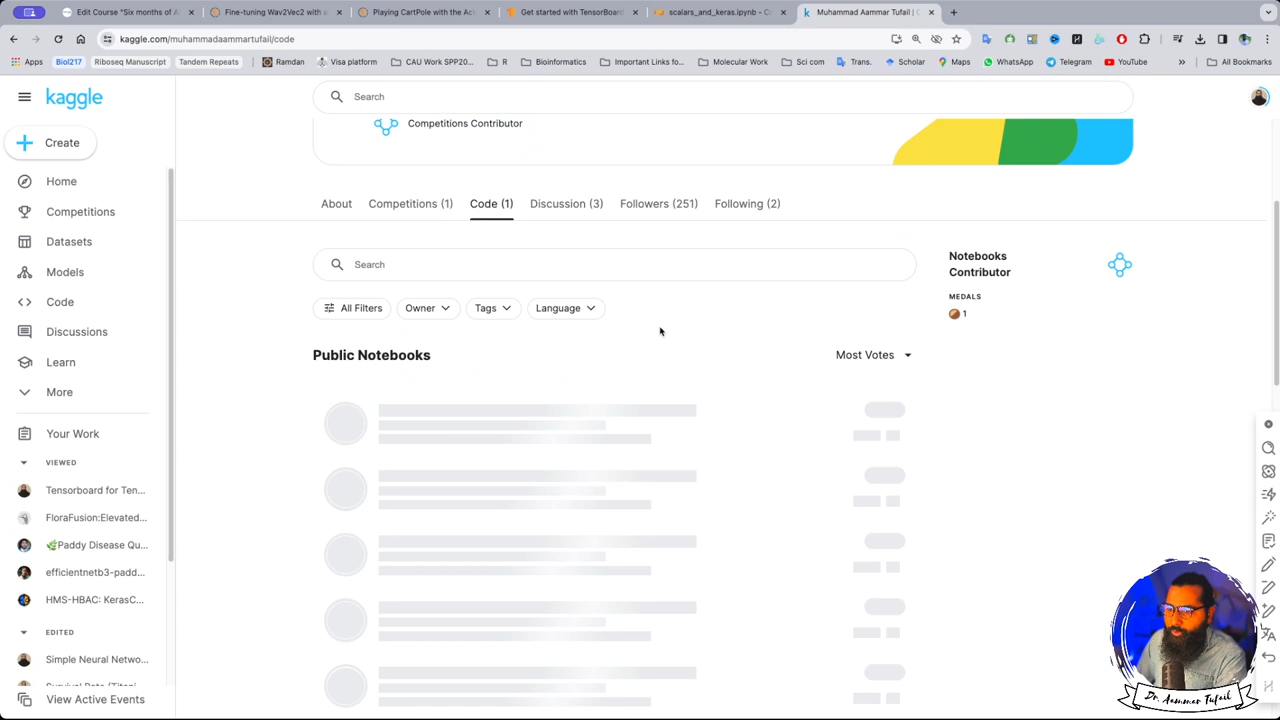 Edit Course "Six months of A
Fine-tuning Wav2Vec2 with a
Playing CartPole with the A
Get started with TensorBoard
scalars_and_keras.ipynb - C
Muhammad Aammar Tufail |
kaggle.com/muhammadaammartufail/code
Apps
Biol217
Riboseq Manuscript
Tandem Repeats
Ramdan
Visa platform
CAU Work SPP20...
R
Bioinformatics
Important Links fo...
Molecular Work
Sci com
Trans.
Scholar
Maps
WhatsApp
Telegram
YouTube
»
All Bookmarks
kaggle
Search
Create
Competitions Contributor
Home
Competitions
Datasets
Models
Code
Discussions
Learn
More
Your Work
VIEWED
Tensorboard for Ten...
FloraFusion:Elevated...
Paddy Disease Qu...
efficientnetb3-padd...
HMS-HBAC: KerasC...
EDITED
Simple Neural Netwo...
View Active Events
About
Competitions (1)
Code (1)
Discussion (3)
Followers (251)
Following (2)
Search
All Filters
Owner
Tags
Language
Public Notebooks
Most Votes
Notebooks
Contributor
MEDALS
1
Dr. Aammar Tufail